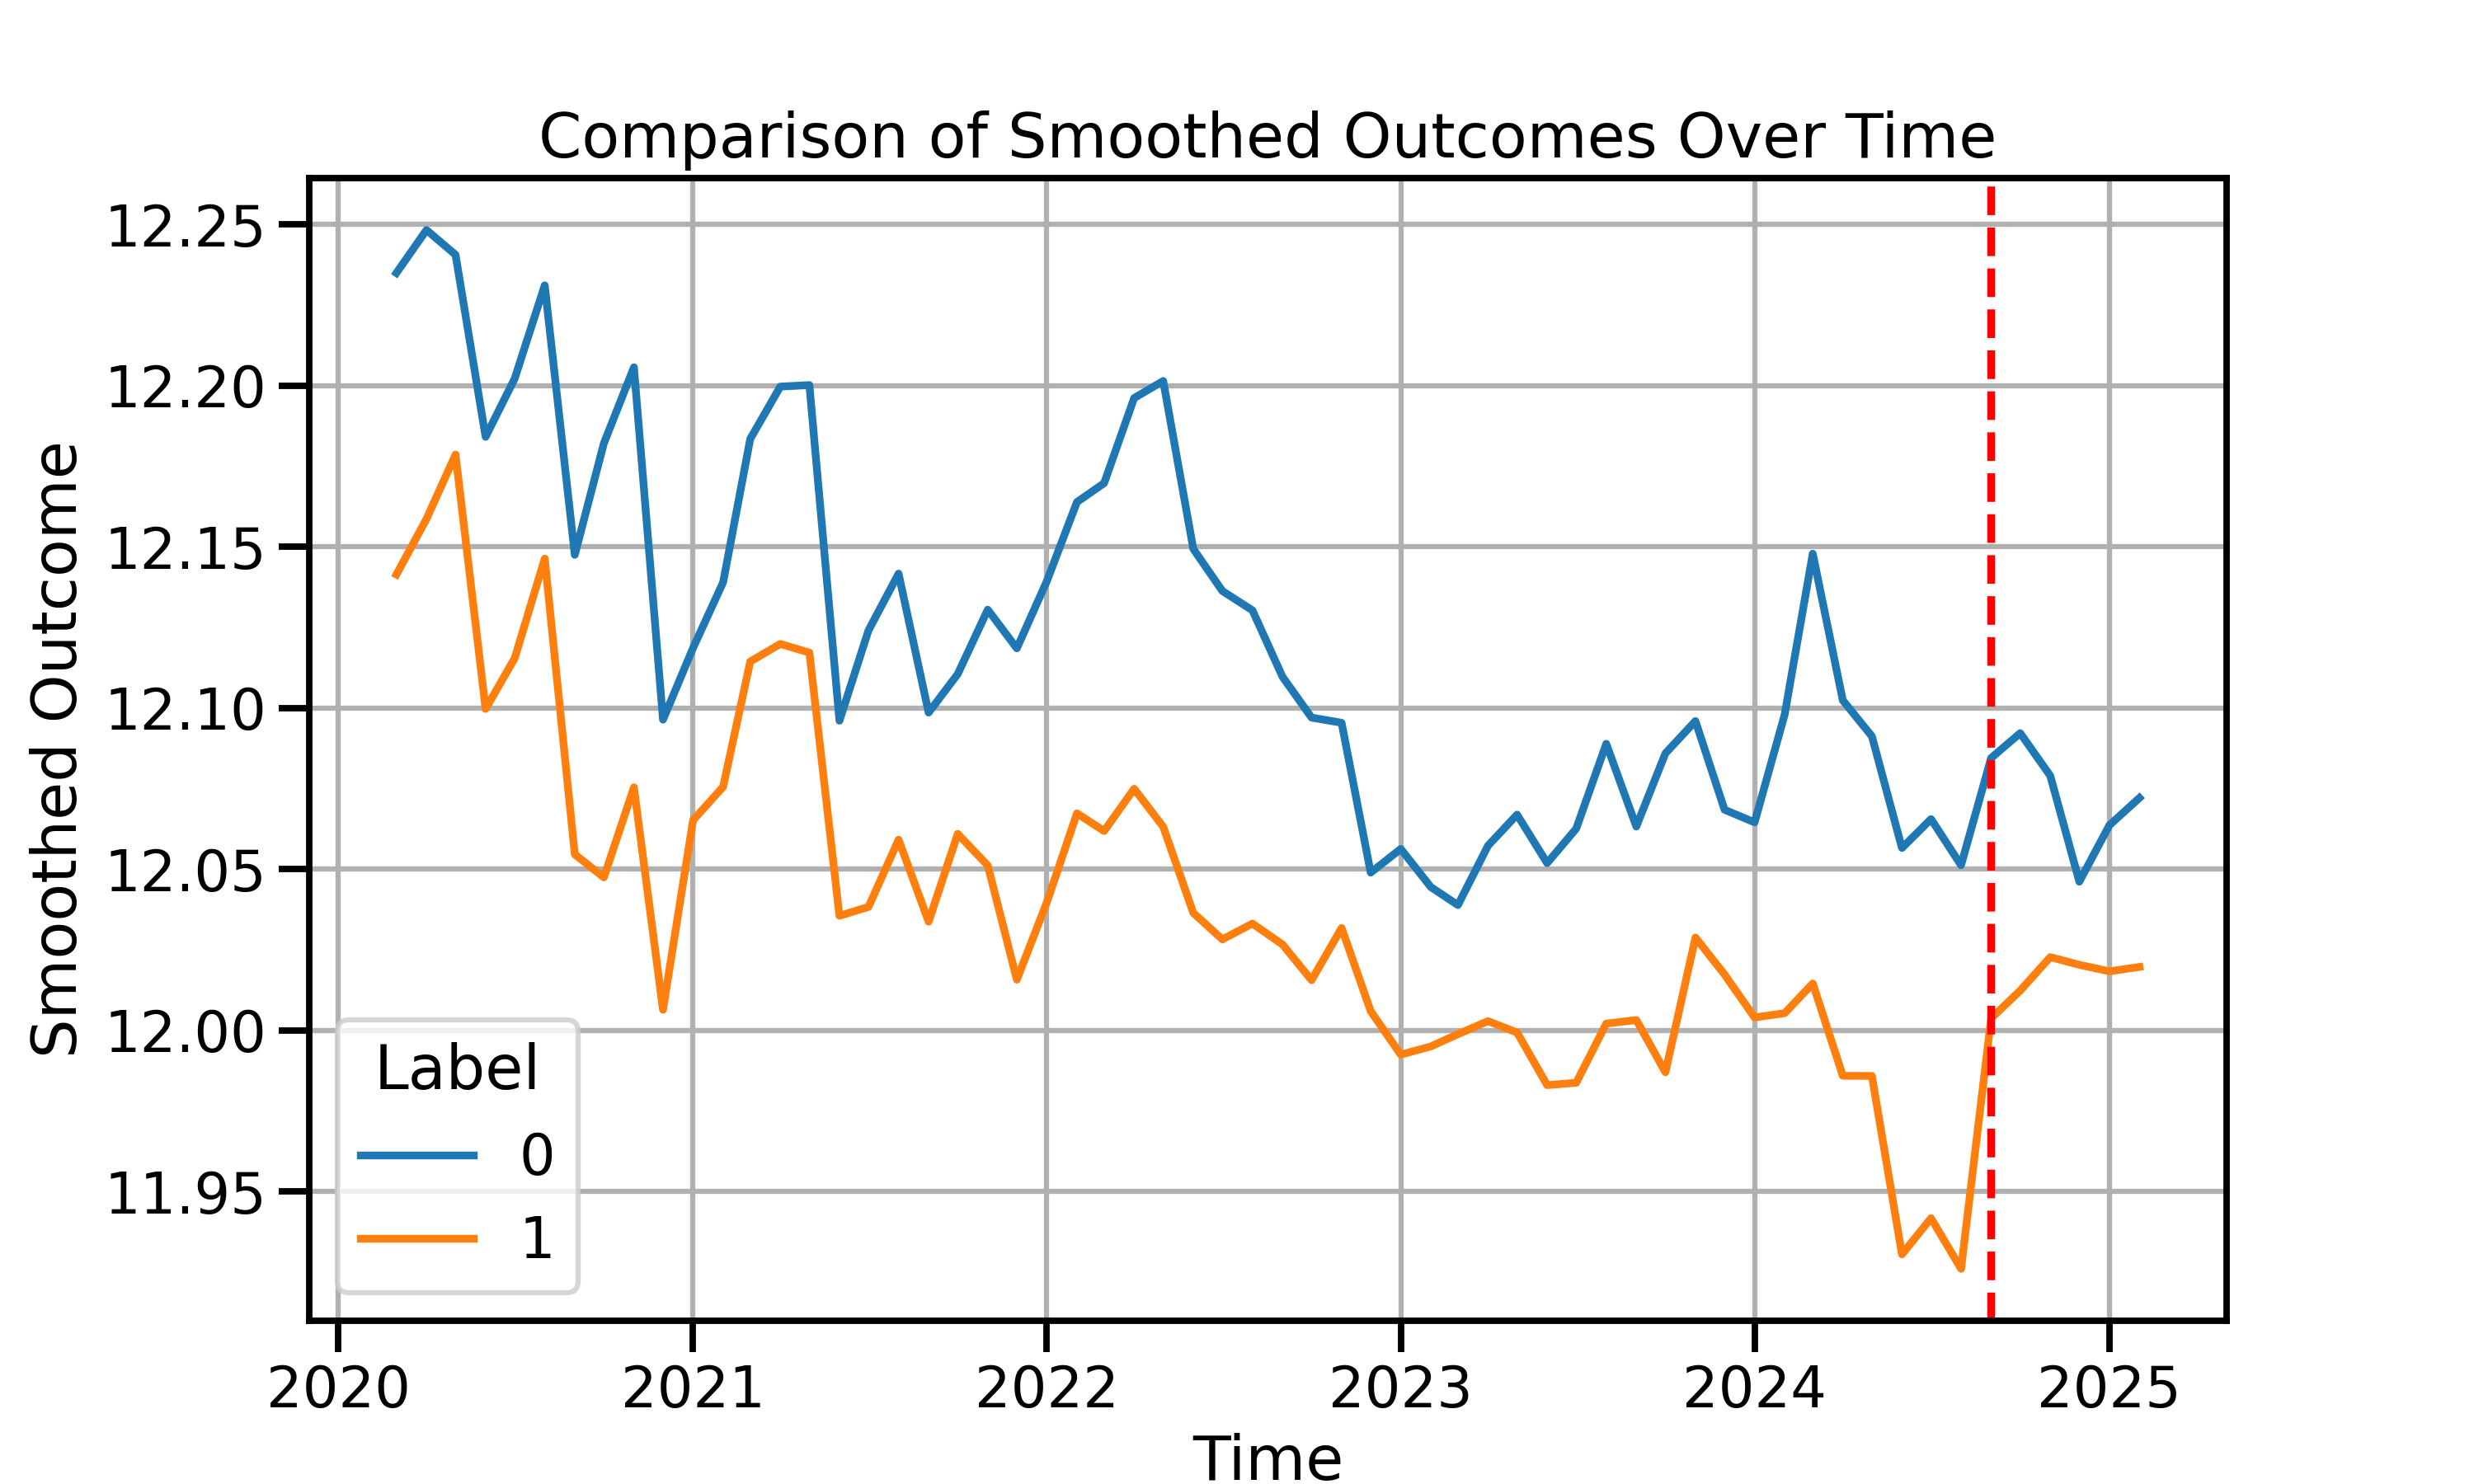 Comparison of Smoothed Outcomes Over Time
Smoothed Outcome
12.25
12.20
12.15
12.10
12.05
12.00
11.95
Label
0
1
2020 2021 2022 2023 2024 2025
Time